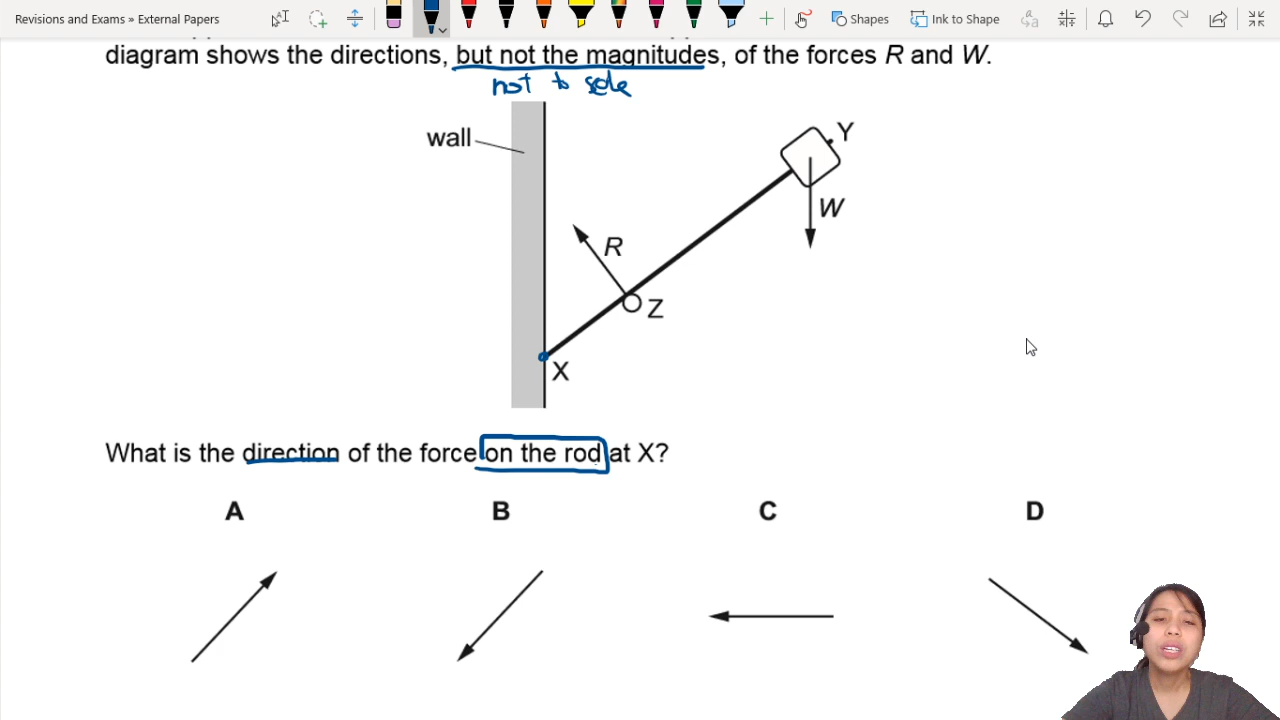 Revisions and Exams » External Papers
Shapes
Ink to Shape
diagram shows the directions, but not the magnitudes, of the forces R and W.
not to scle
wall
Y
W
R
Z
X
What is the direction of the force on the rod at X?
A B C D